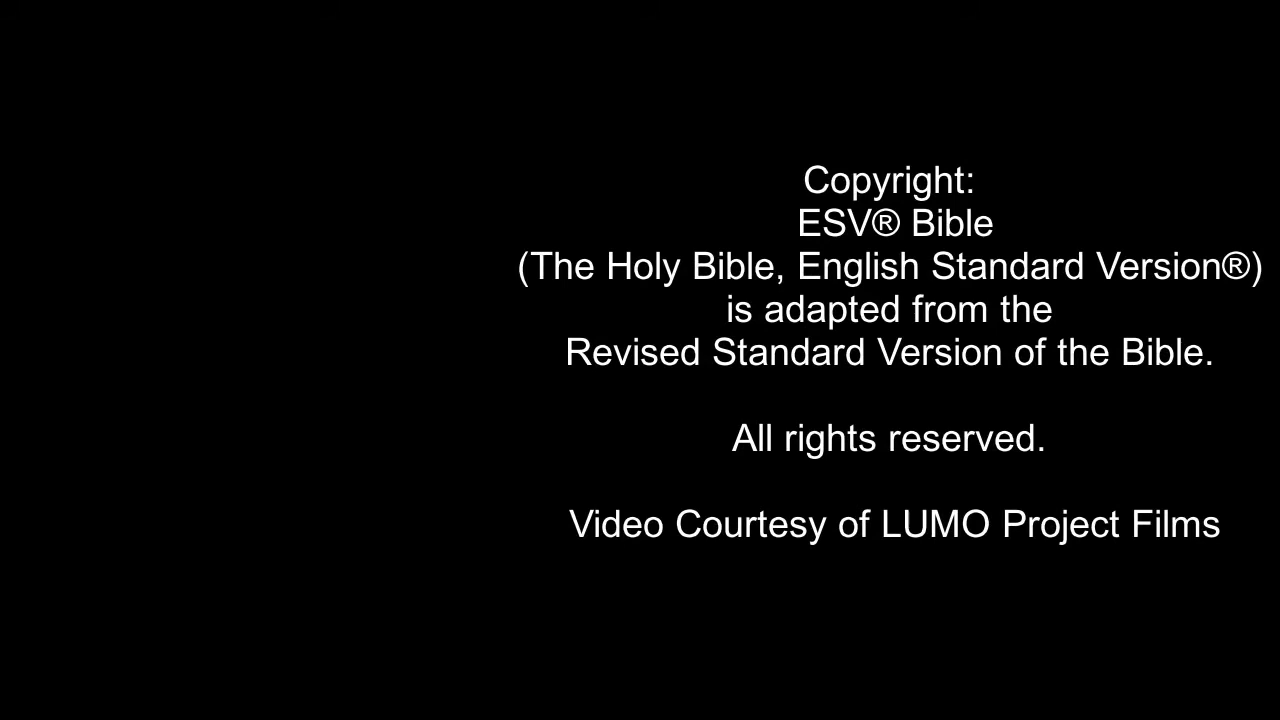 Copyright:
ESV® Bible
(The Holy Bible, English Standard Version®)
is adapted from the
Revised Standard Version of the Bible.
All rights reserved.
Video Courtesy of LUMO Project Films